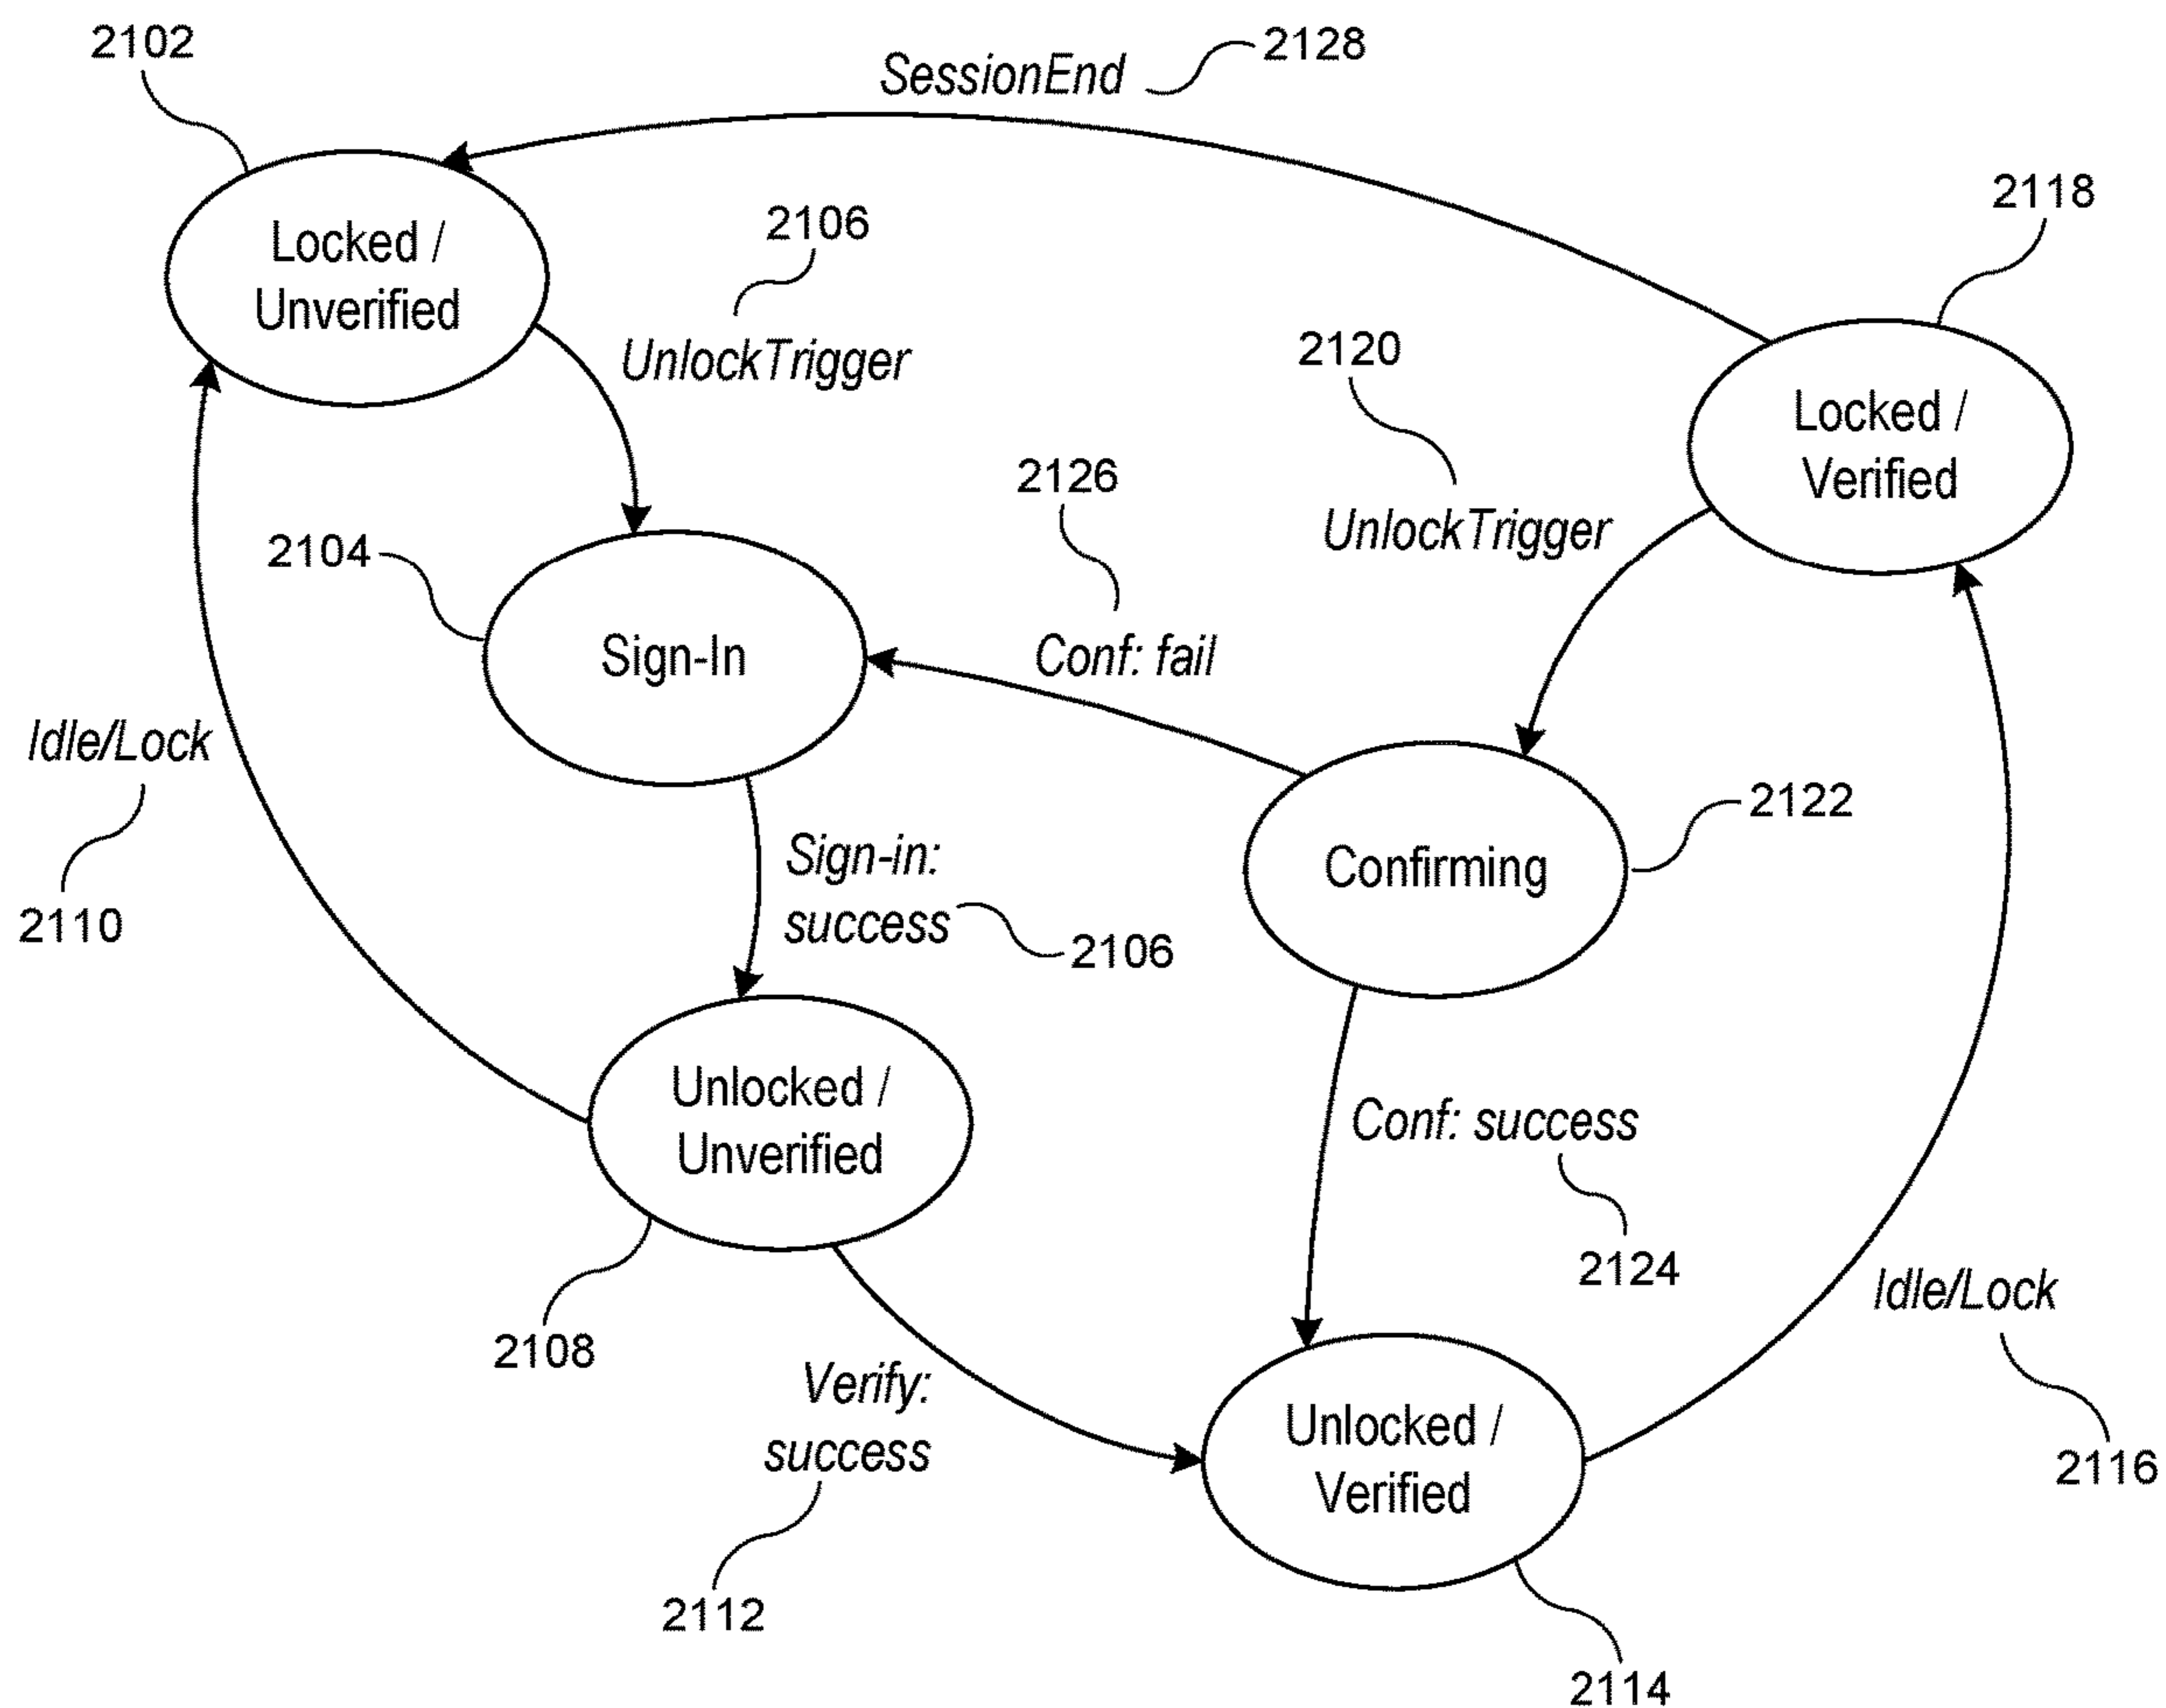 2102
SessionEnd
2128
Locked /
Unverified
2106
UnlockTrigger
2118
2120
UnlockTrigger
Locked /
Verified
2126
Conf: fail
2104
Sign-In
Idle/Lock
2110
2122
Confirming
Sign-in:
success
2106
Unlocked /
Unverified
2108
Conf: success
2124
Idle/Lock
2116
Verify:
success
2112
Unlocked /
Verified
2114